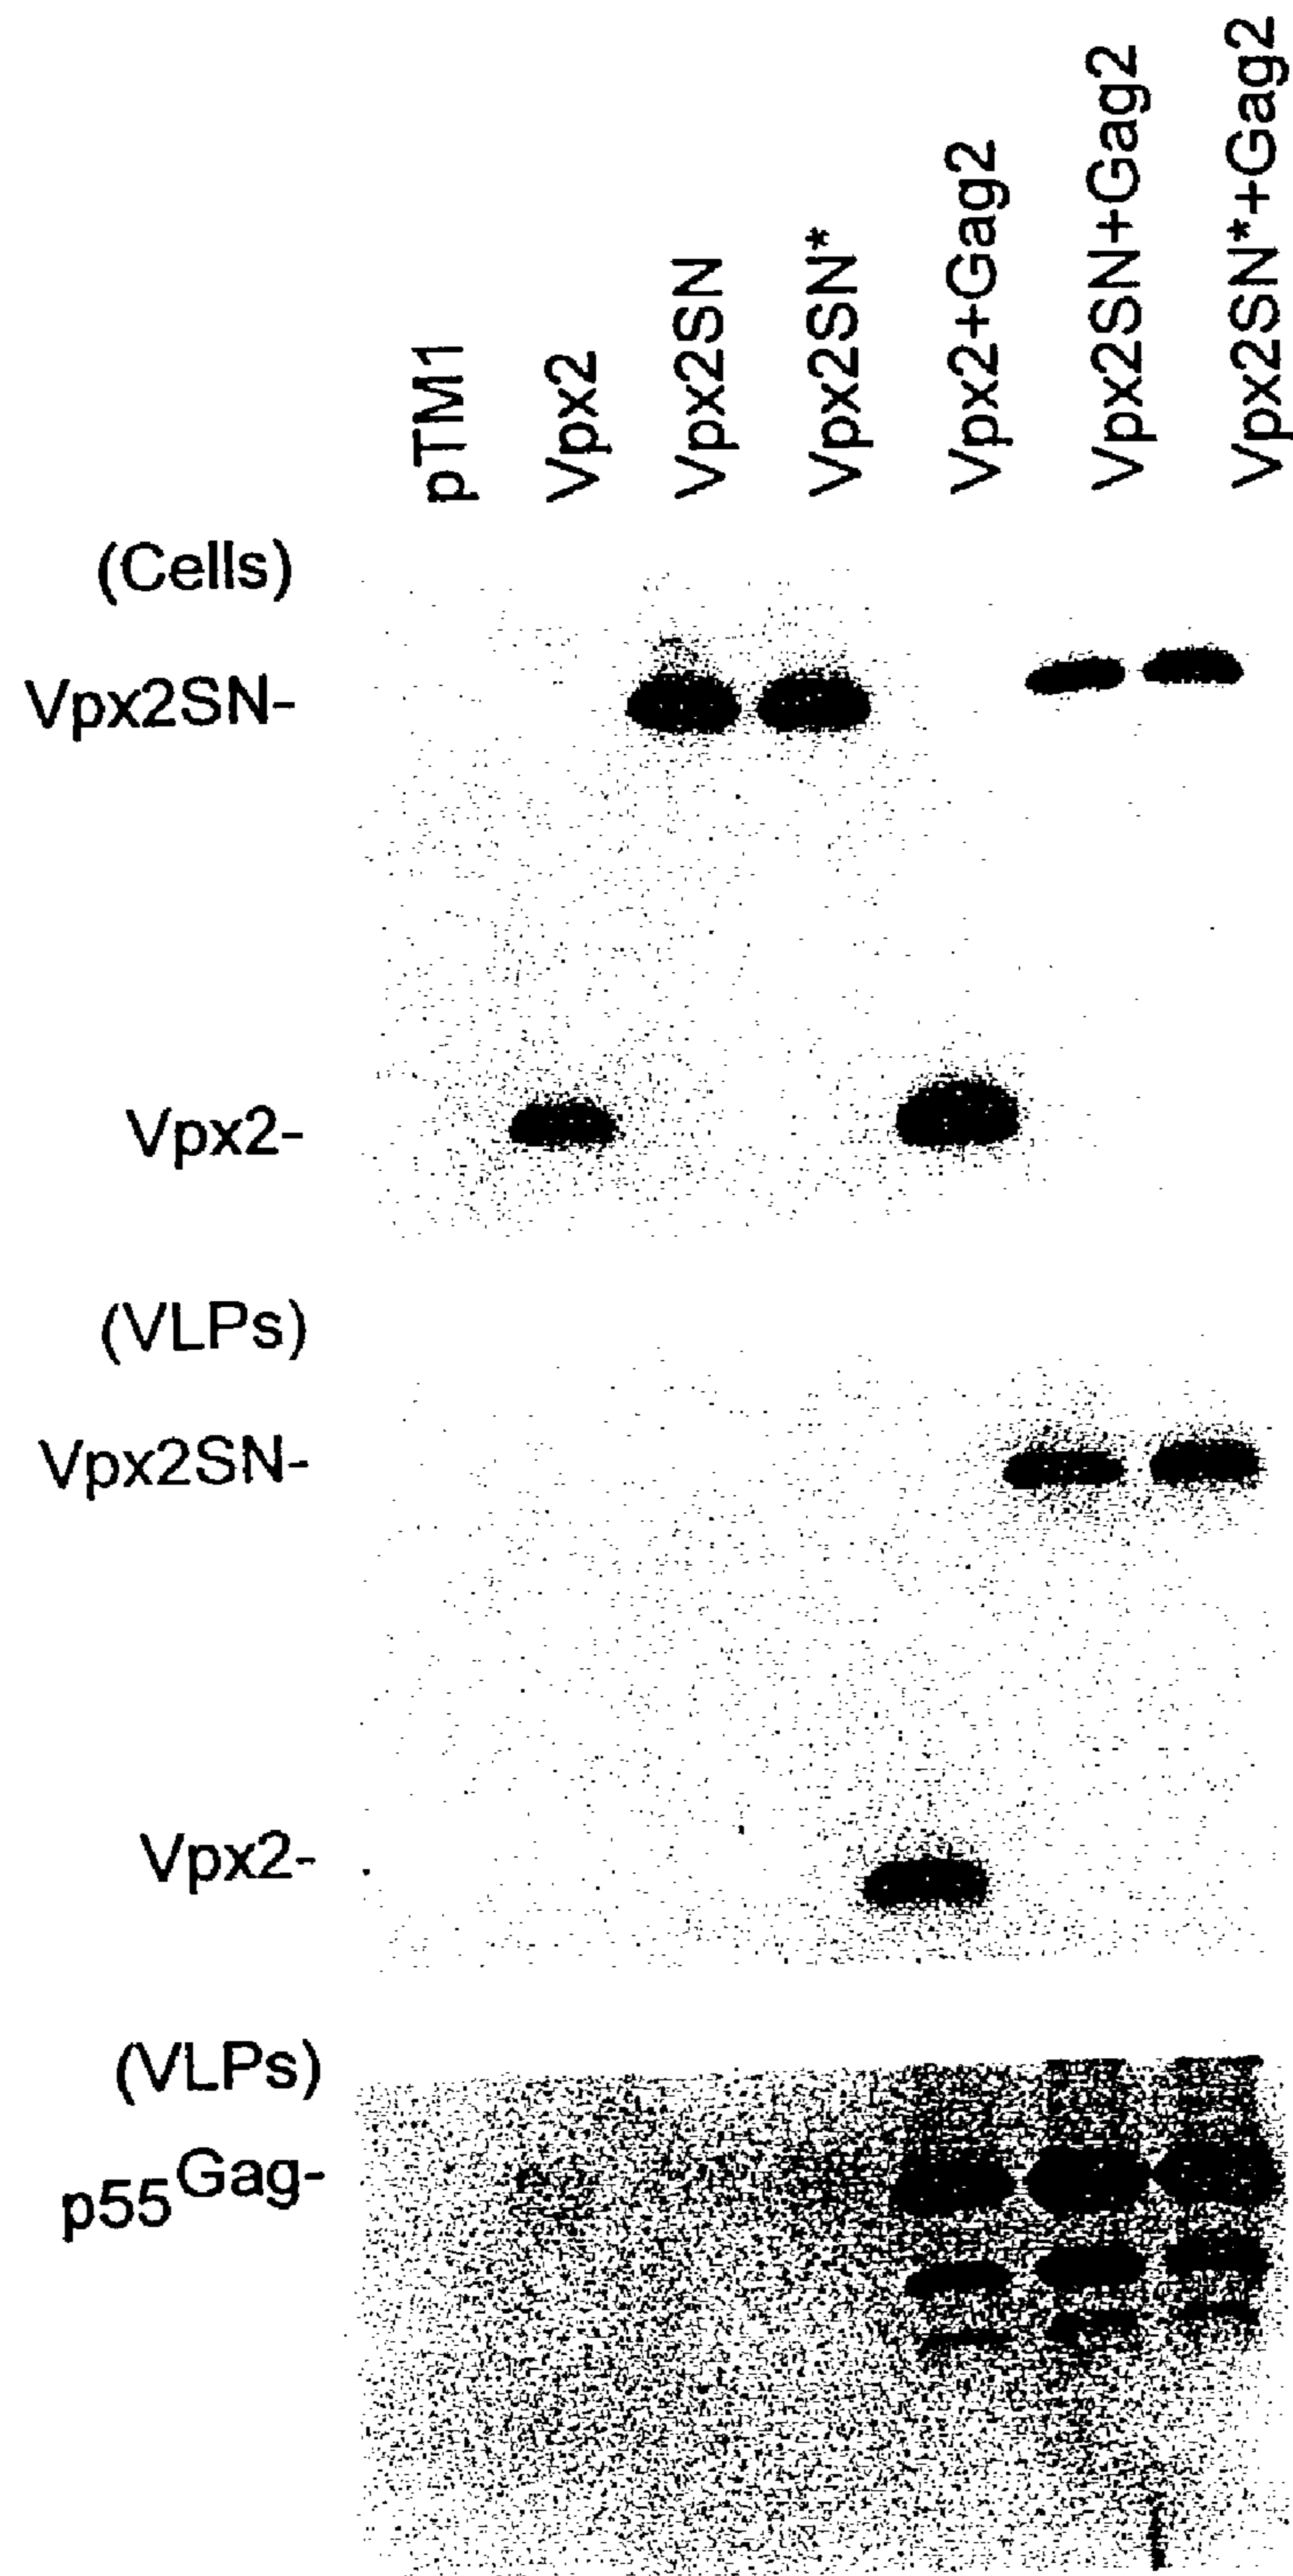 pTM1
Vpx2
Vpx2SN
Vpx2SN*
Vpx2+Gag2
Vpx2SN+Gag2
Vpx2SN*+Gag2
(Cells)
Vpx2SN-
Vpx2-
(VLPs)
Vpx2SN-
Vpx2-
(VLPs)
p55Gag-